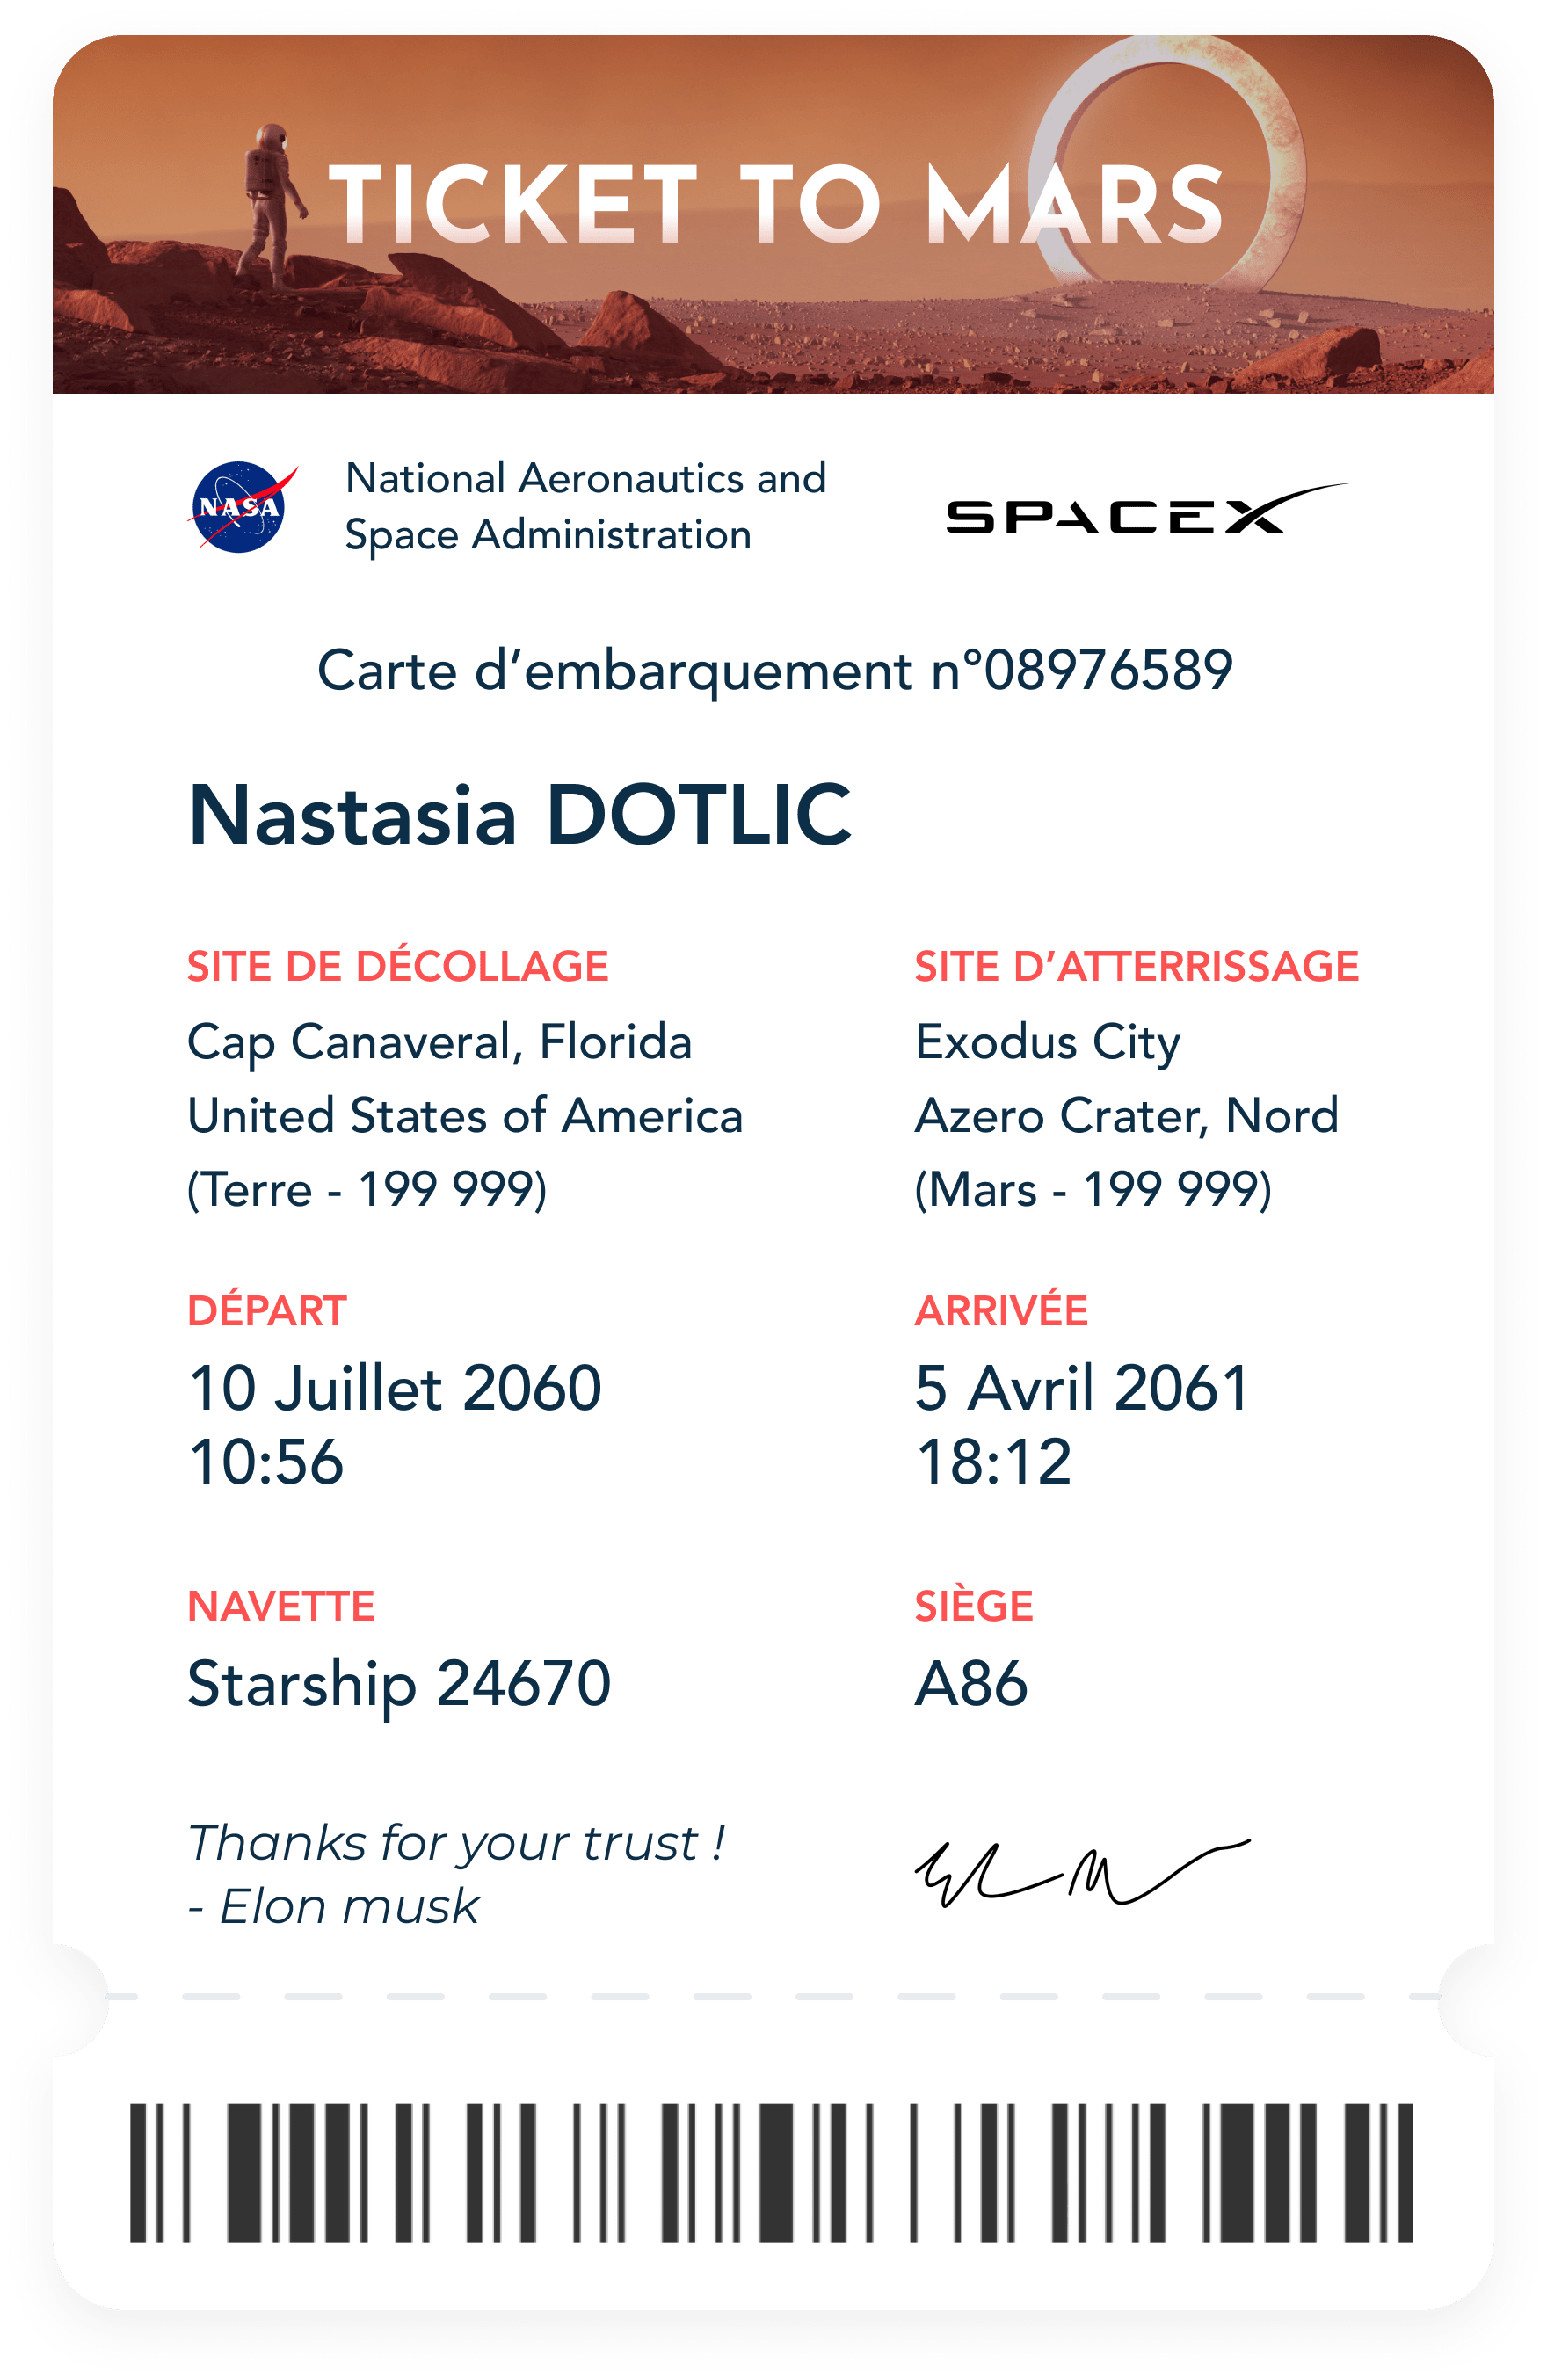 TICKET TO MARS
NASA
National Aeronautics and
Space Administration
SPACEX
Carte d’embarquement n°08976589
Nastasia DOTLIC
SITE DE DÉCOLLAGE
Cap Canaveral, Florida
United States of America
(Terre - 199 999)
SITE D’ATTERRISSAGE
Exodus City
Azero Crater, Nord
(Mars - 199 999)
DÉPART
10 Juillet 2060
10:56
ARRIVÉE
5 Avril 2061
18:12
NAVETTE
Starship 24670
SIÈGE
A86
Thanks for your trust !
- Elon musk